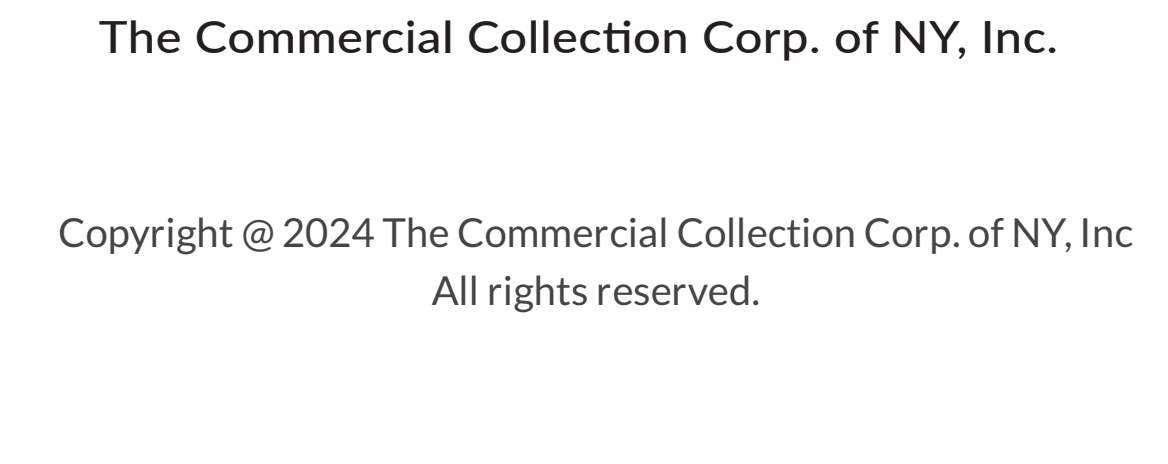 The Commercial Collection Corp. of NY, Inc.
Copyright @ 2024 The Commercial Collection Corp. of NY, Inc
All rights reserved.